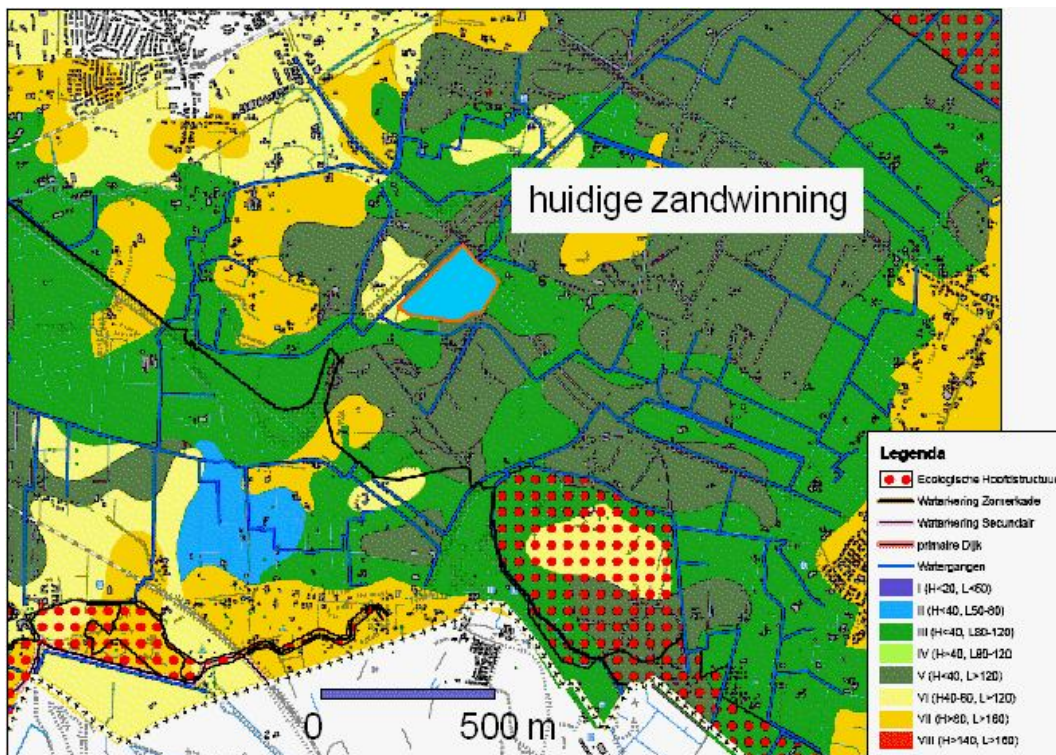 huidige zandwinning
Legenda
Ecologische Hoofdstructuur
Waterkering Zomerkade
Waterkering Secundair
primaire Dijk
Watergangen
I (H<20, L<50)
II (H<40, L50-80)
III (H<40, L80-120)
IV (H>40, L80-120
V (H<40, L>120)
VI (H40-80, L>120)
VII (H>80, L>160)
VIII (H>140, L>160)
0 500 m